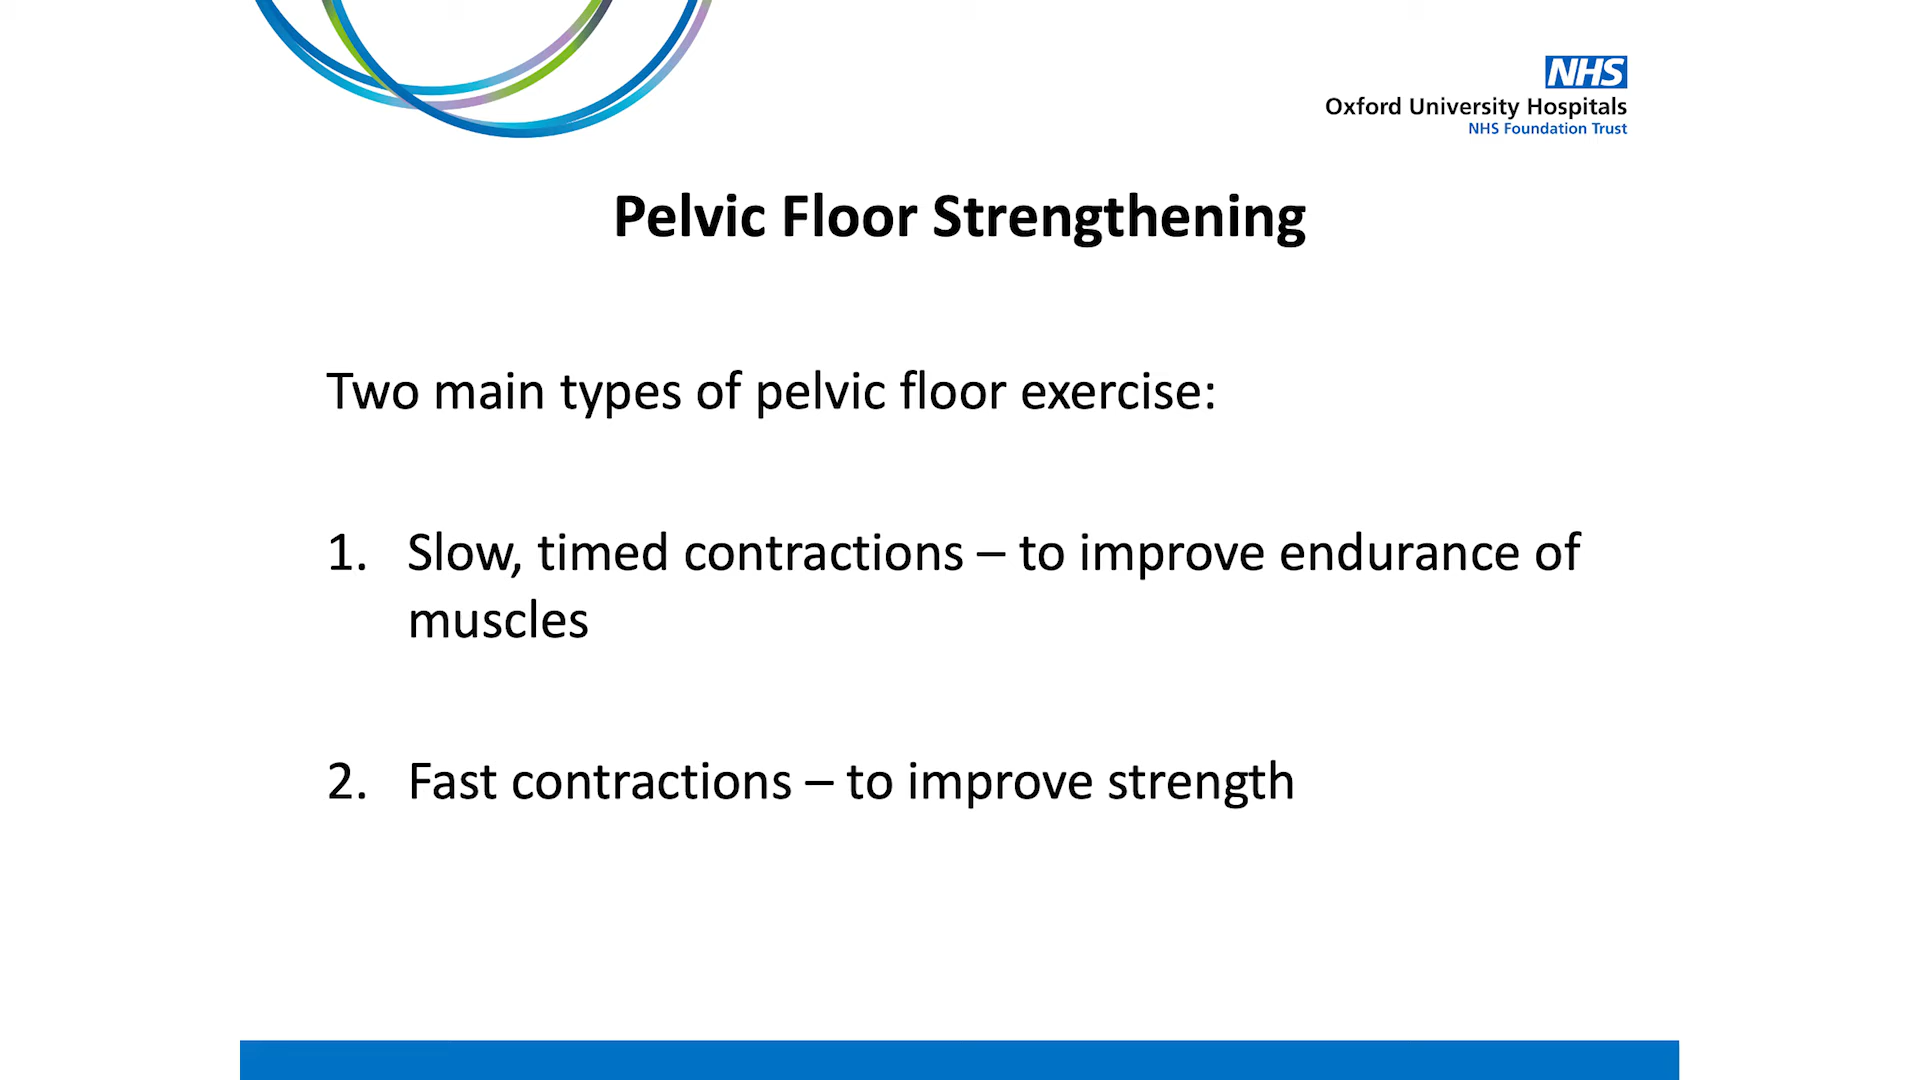 NHS
Oxford University Hospitals
NHS Foundation Trust
Pelvic Floor Strengthening
Two main types of pelvic floor exercise:
1. Slow, timed contractions – to improve endurance of
muscles
2. Fast contractions – to improve strength